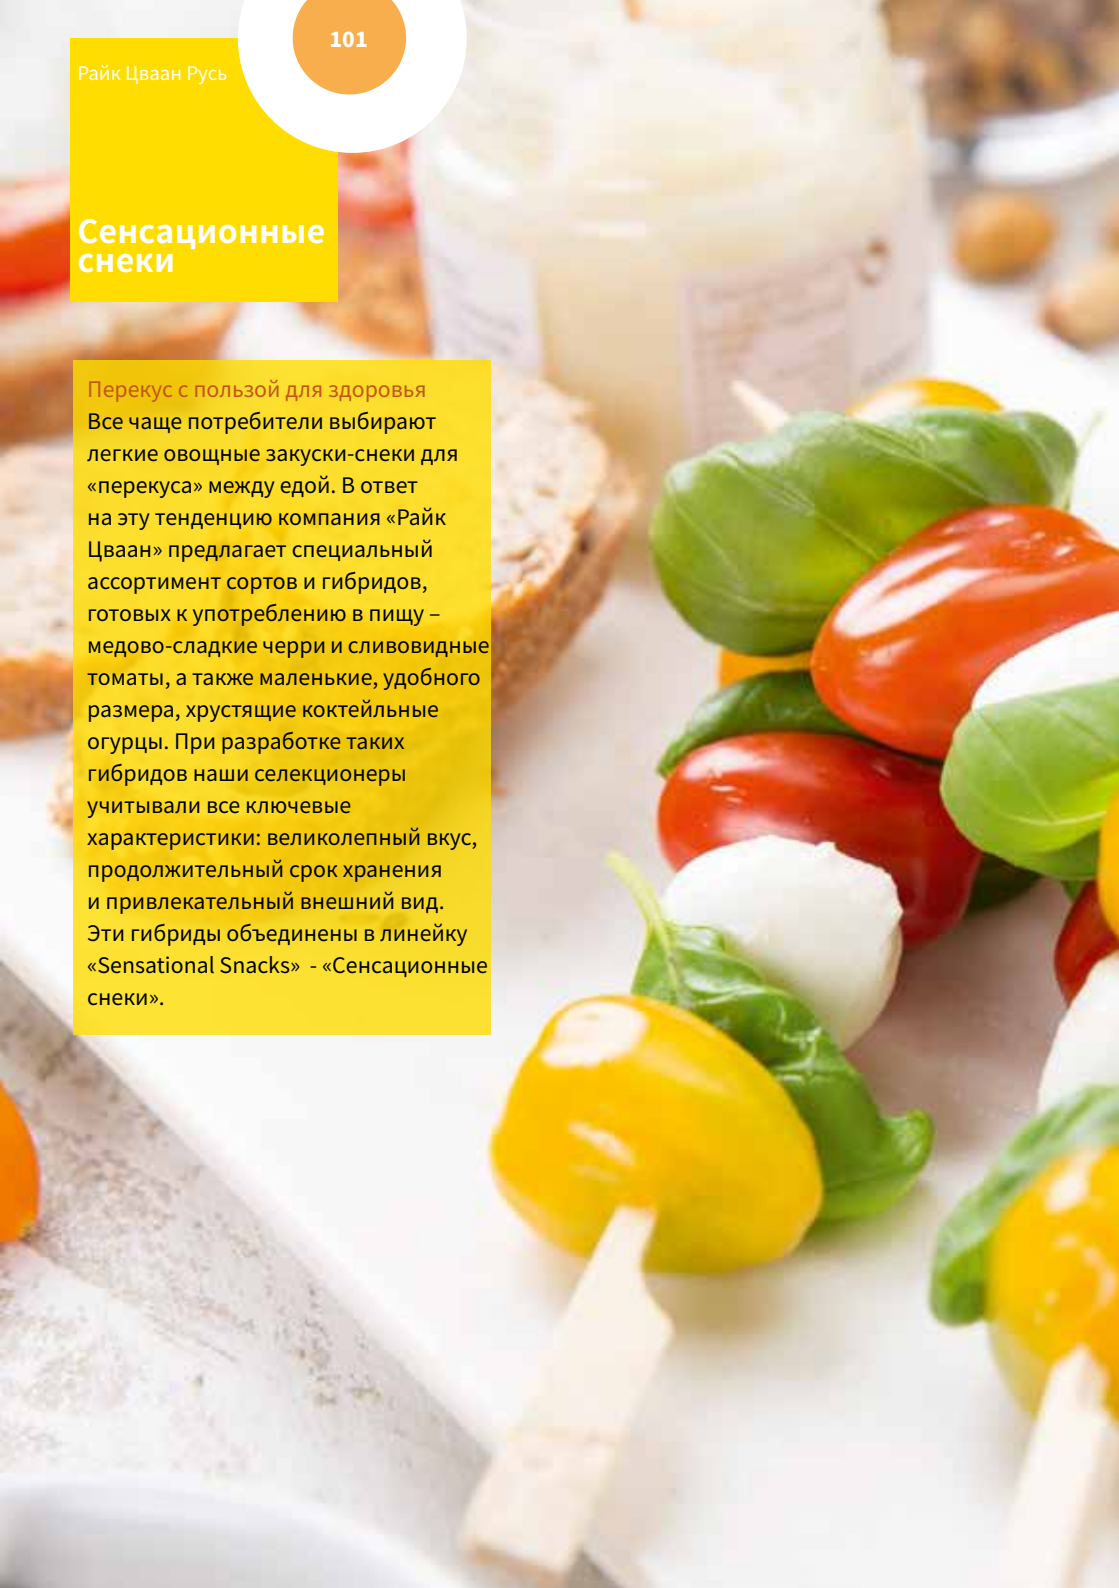 101
Райк Цваан Русь
Сенсационные
снеки
Перекус с пользой для здоровья
Все чаще потребители выбирают
легкие овощные закуски-снеки для
«перекуса» между едой. В ответ
на эту тенденцию компания «Райк
Цваан» предлагает специальный
ассортимент сортов и гибридов,
готовых к употреблению в пищу –
медово-сладкие черри и сливовидные
томаты, а также маленькие, удобного
размера, хрустящие коктейльные
огурцы. При разработке таких
гибридов наши селекционеры
учитывали все ключевые
характеристики: великолепный вкус,
продолжительный срок хранения
и привлекательный внешний вид.
Эти гибриды объединены в линейку
«Sensational Snacks»  - «Сенсационные
снеки».